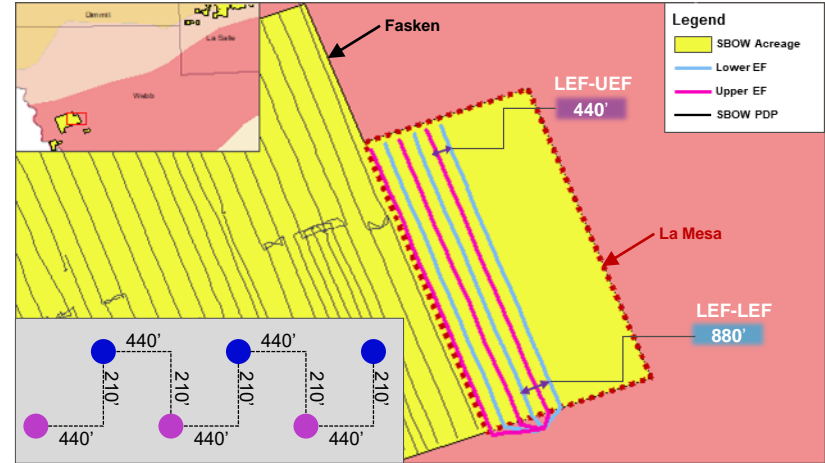 Dimmit
La Salle
Webb
Fasken
Legend
SBOW Acreage
Lower EF
Upper EF
SBOW PDP
LEF-UEF
440’
La Mesa
LEF-LEF
880’
440’
440’
210’
210’
210’
210’
210’
440’
440’
440’